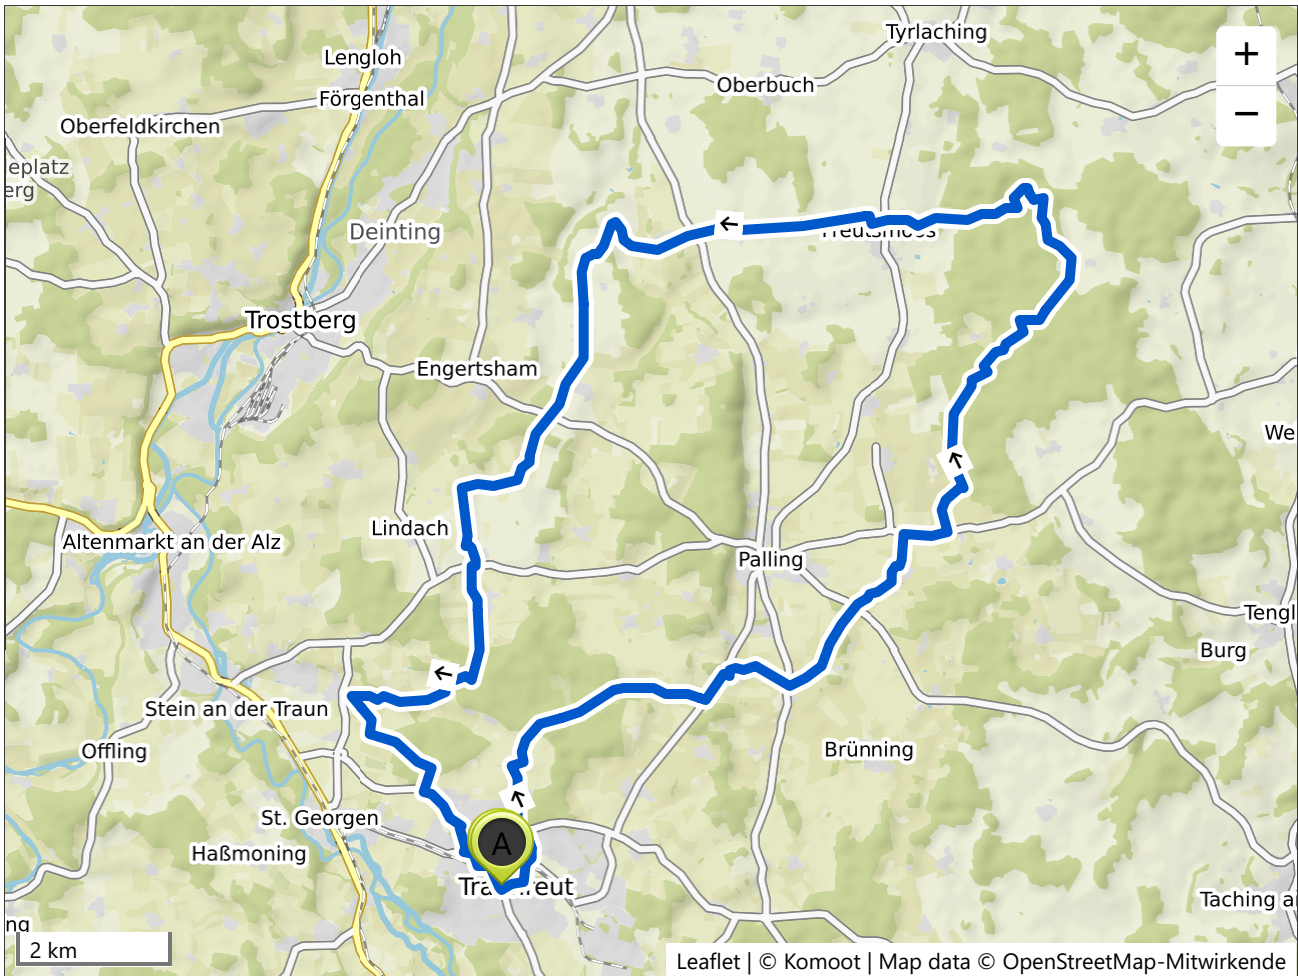 Tyrlaching
+
Lengloh
Oberbuch
Förgenthal
−
Oberfeldkirchen
eplatz
erg
Deinting
Trostberg
Engertsham
We
Lindach
Altenmarkt an der Alz
Palling
Tengl
Burg
Stein an der Traun
Offling
Brünning
St. Georgen
A
Haßmoning
Taching a
ng
2 km
Leaflet | © Komoot | Map data © OpenStreetMap-Mitwirkende